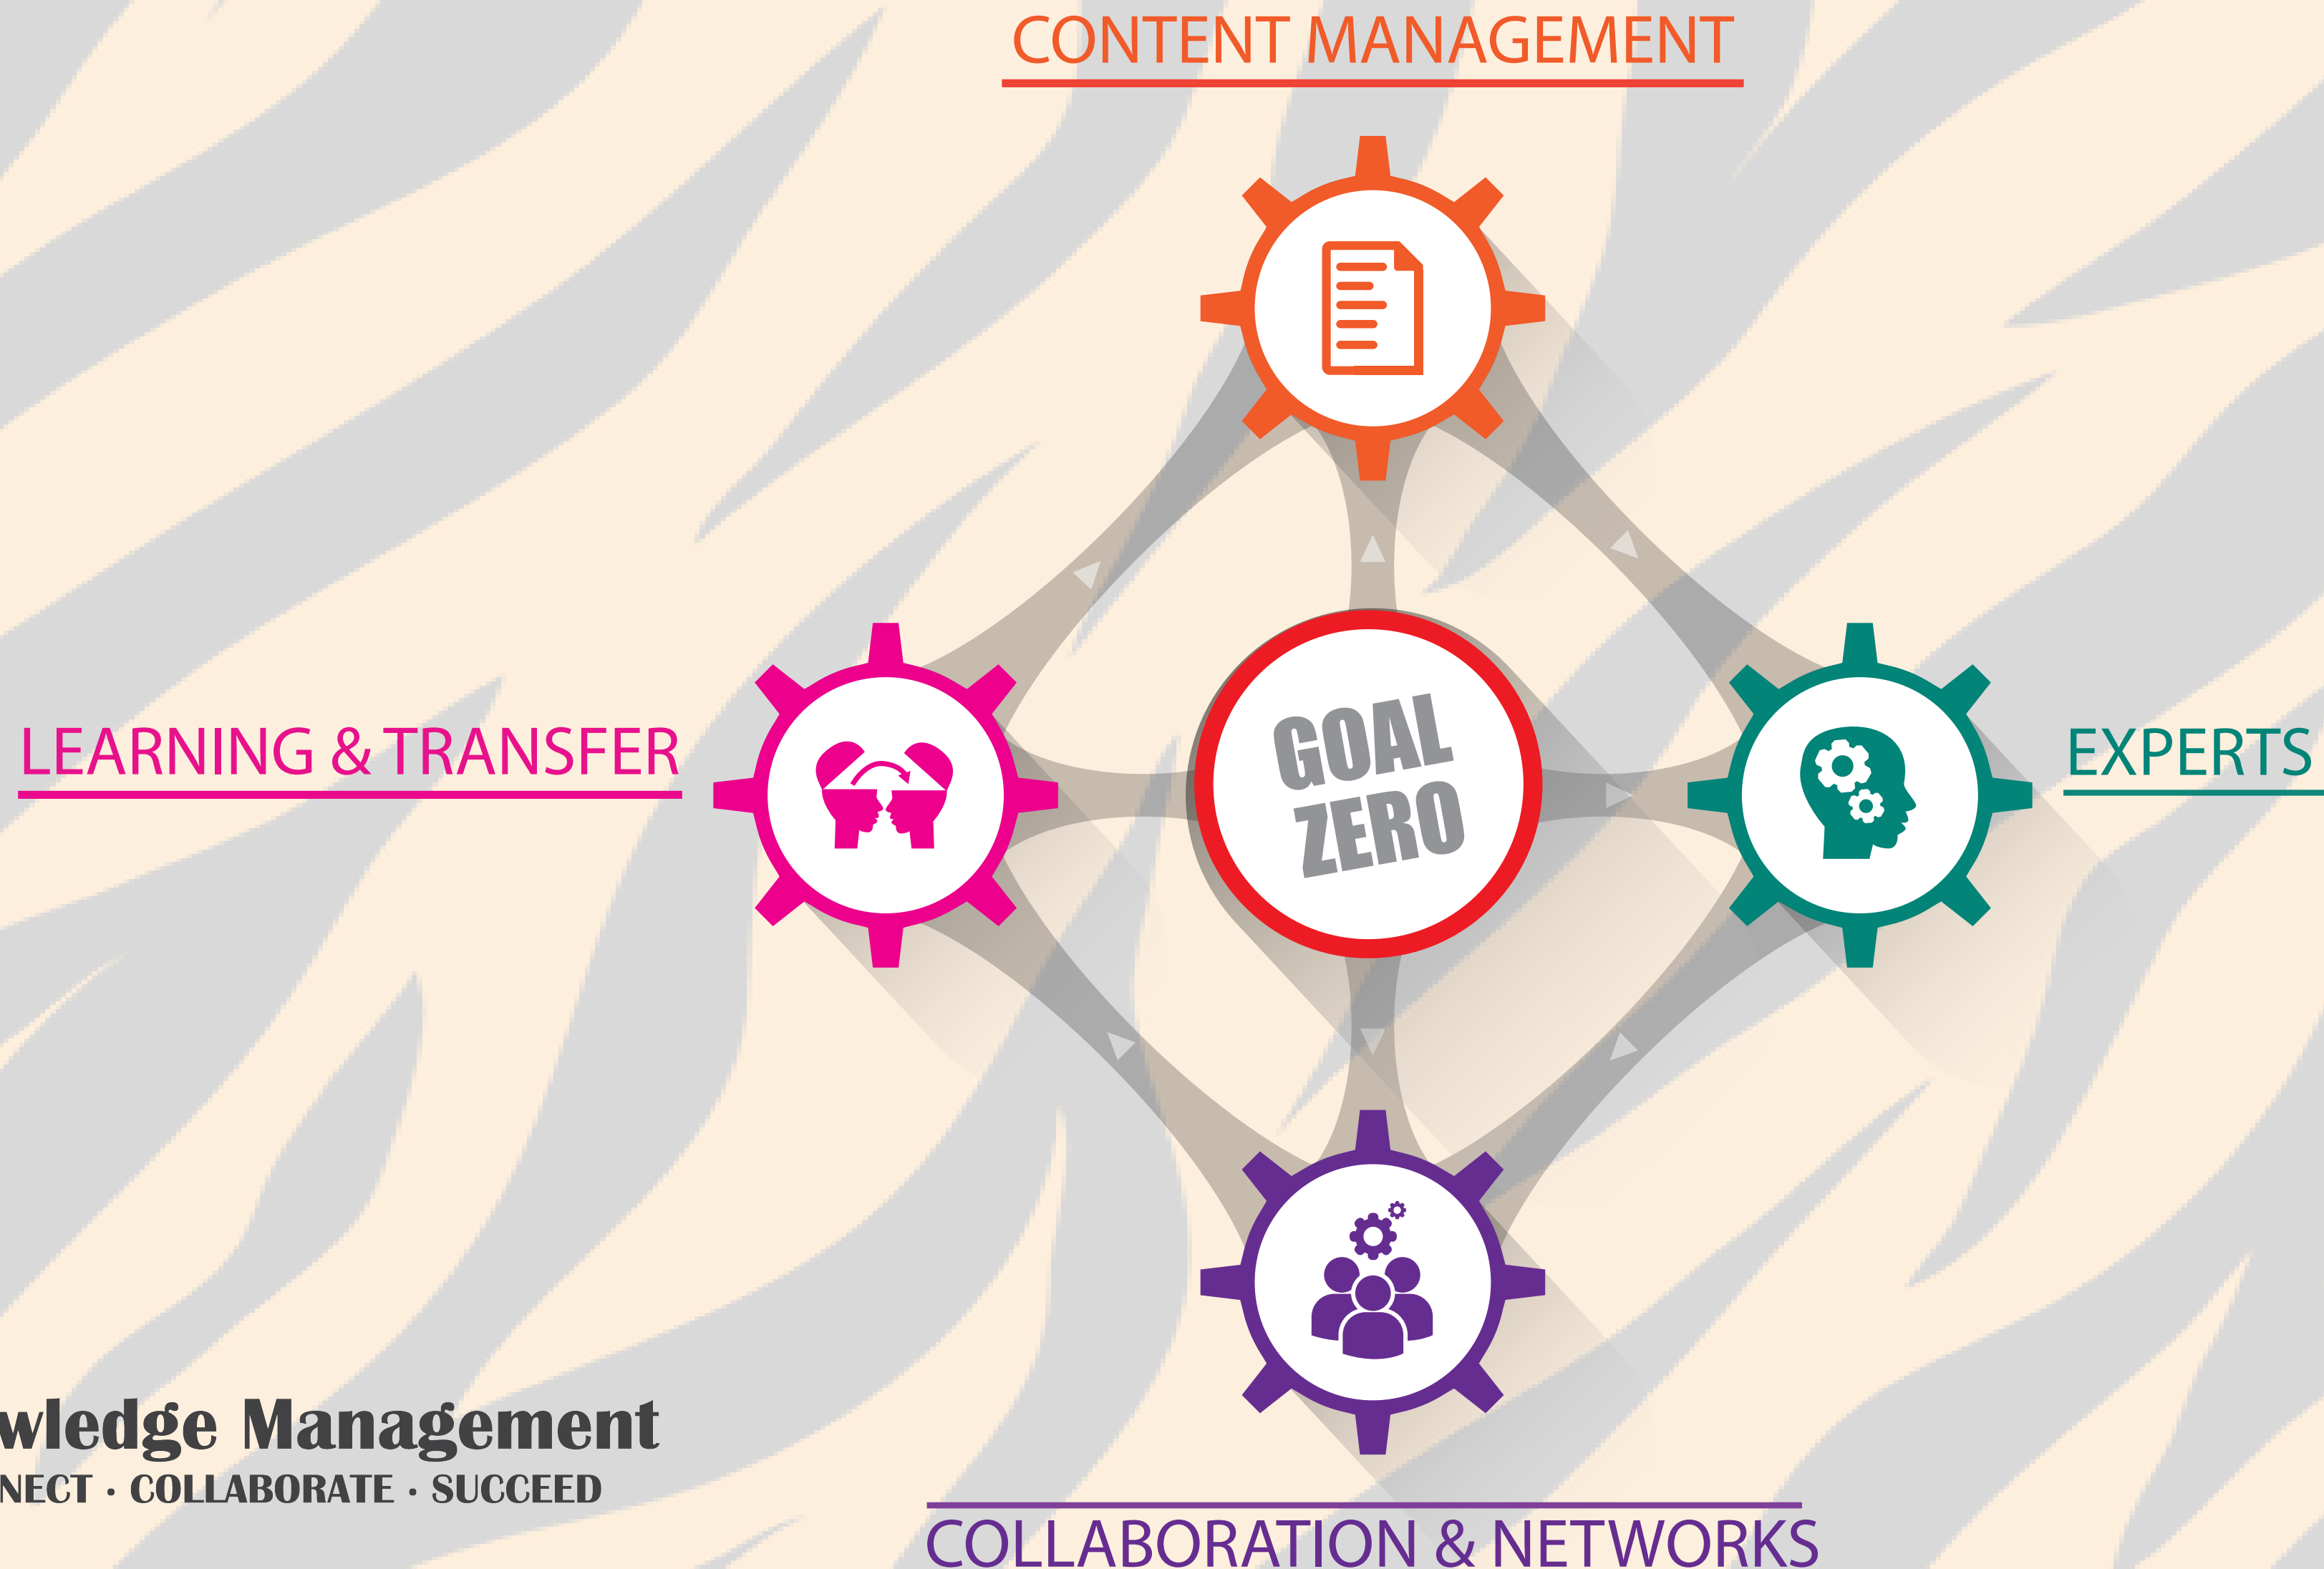 CONTENT MANAGEMENT
GOAL
ZERO
LEARNING & TRANSFER
EXPERTS
wledge Management
NECT · COLLABORATE · SUCCEED
COLLABORATION & NETWORKS